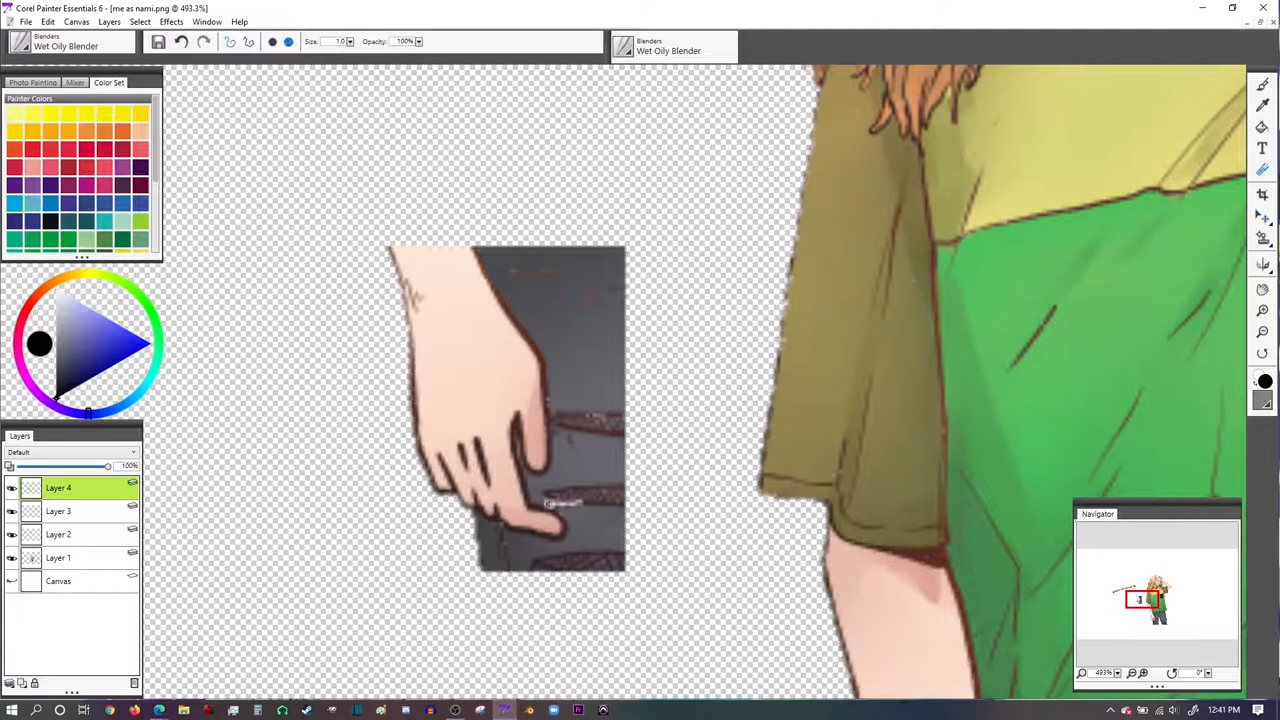 Corel Painter Essentials 6 - [me as nami.png @ 493.3%]
File Edit Canvas Layers Select Effects Window Help
Blenders
Wet Oily Blender
Size: 1.0 Opacity: 100%
Blenders
Wet Oily Blender
Photo Painting Mixer Color Set
Painter Colors
Layers
Default
100%
Layer 4
Layer 3
Layer 2
Layer 1
Canvas
Navigator
493% 0°
12:41 PM